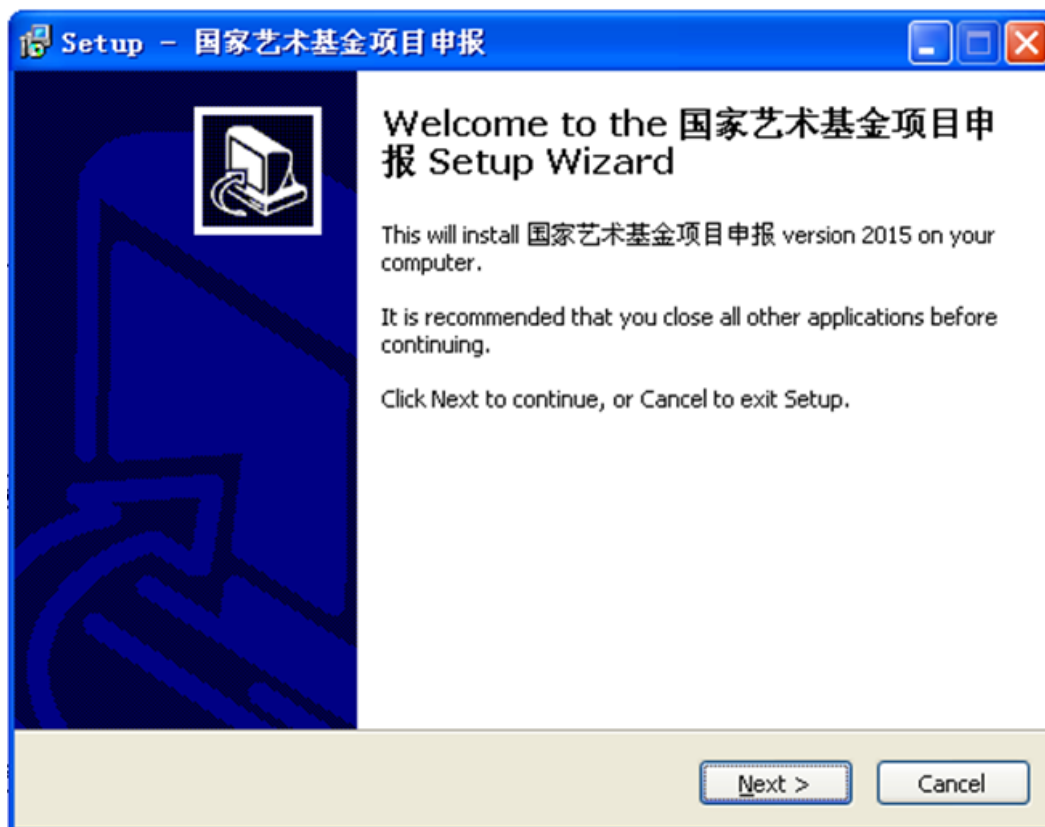 Setup - 国家艺术基金项目申报
Welcome to the 国家艺术基金项目申
报 Setup Wizard
This will install 国家艺术基金项目申报 version 2015 on your
computer.
It is recommended that you close all other applications before
continuing.
Click Next to continue, or Cancel to exit Setup.
Next >
Cancel